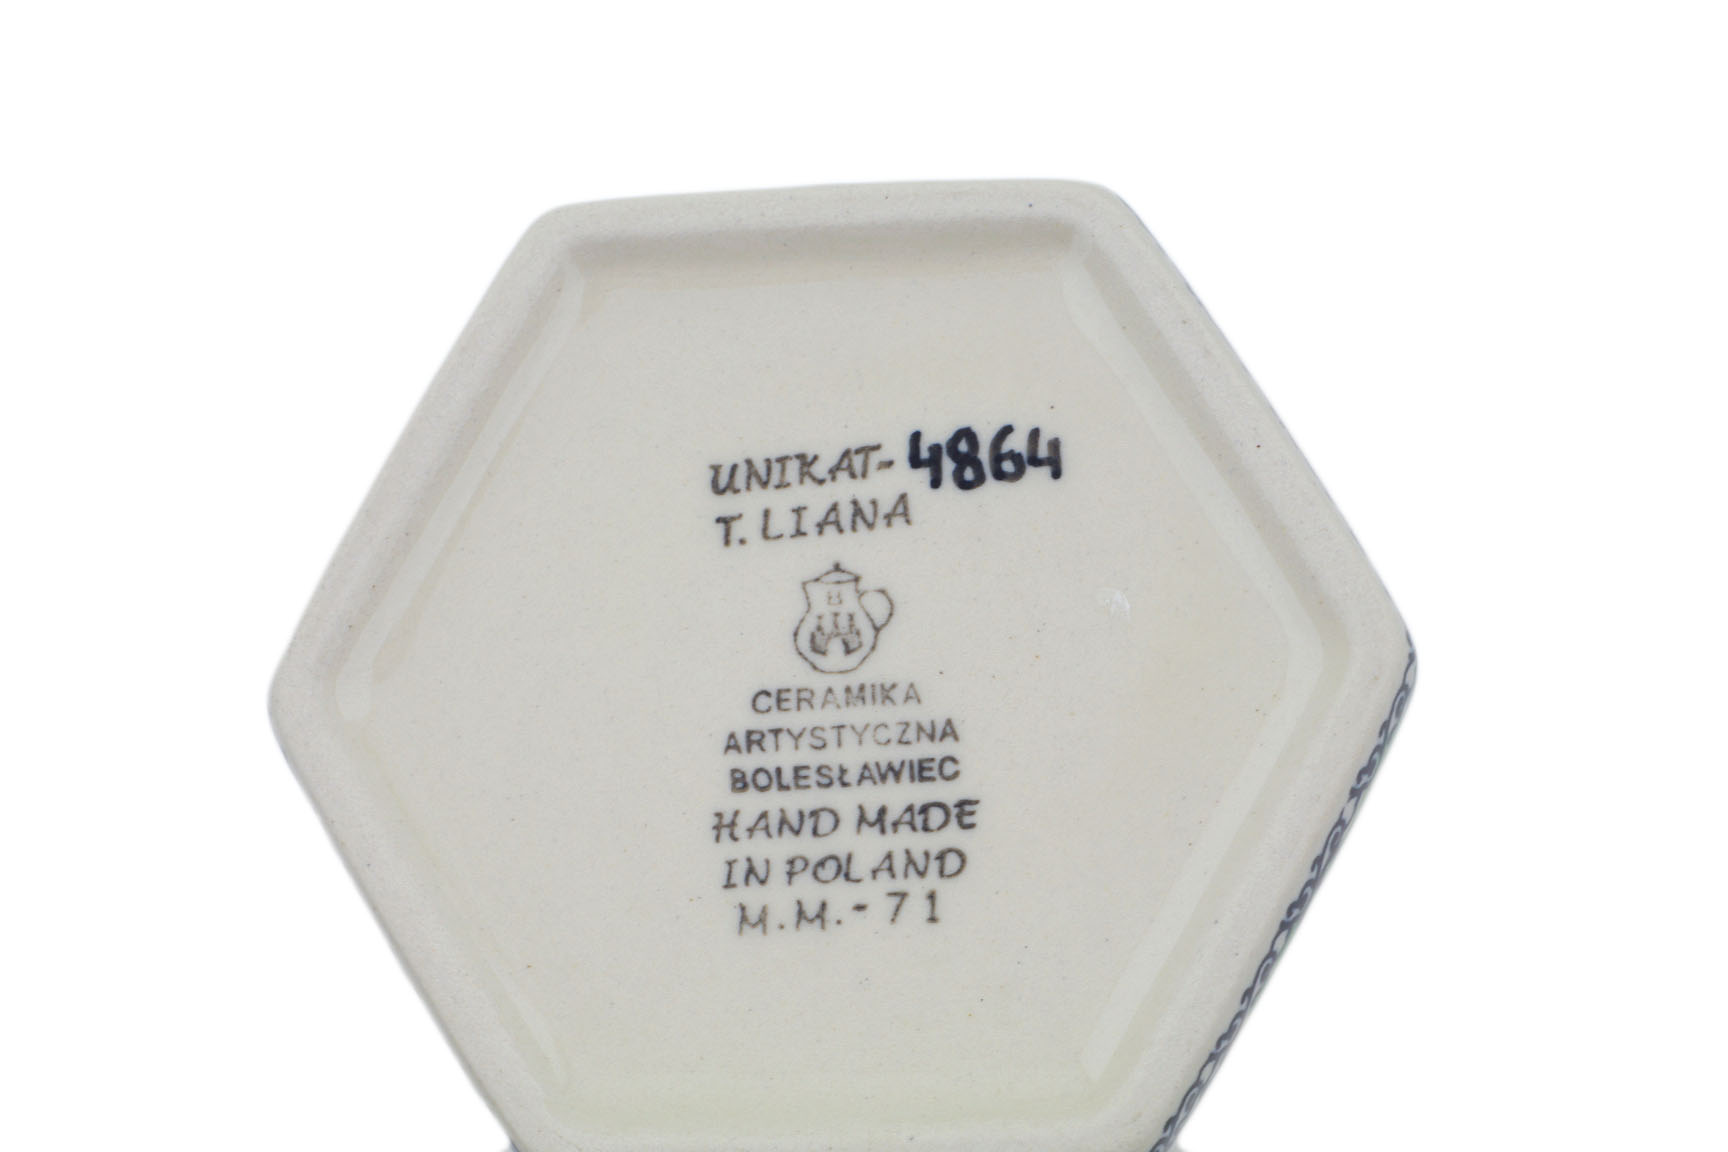 UNIKAT-4864
T. LIANA
B
CERAMIKA
ARTYSTYCZNA
BOLESŁAWIEC
HAND MADE
IN POLAND
M.M.-71